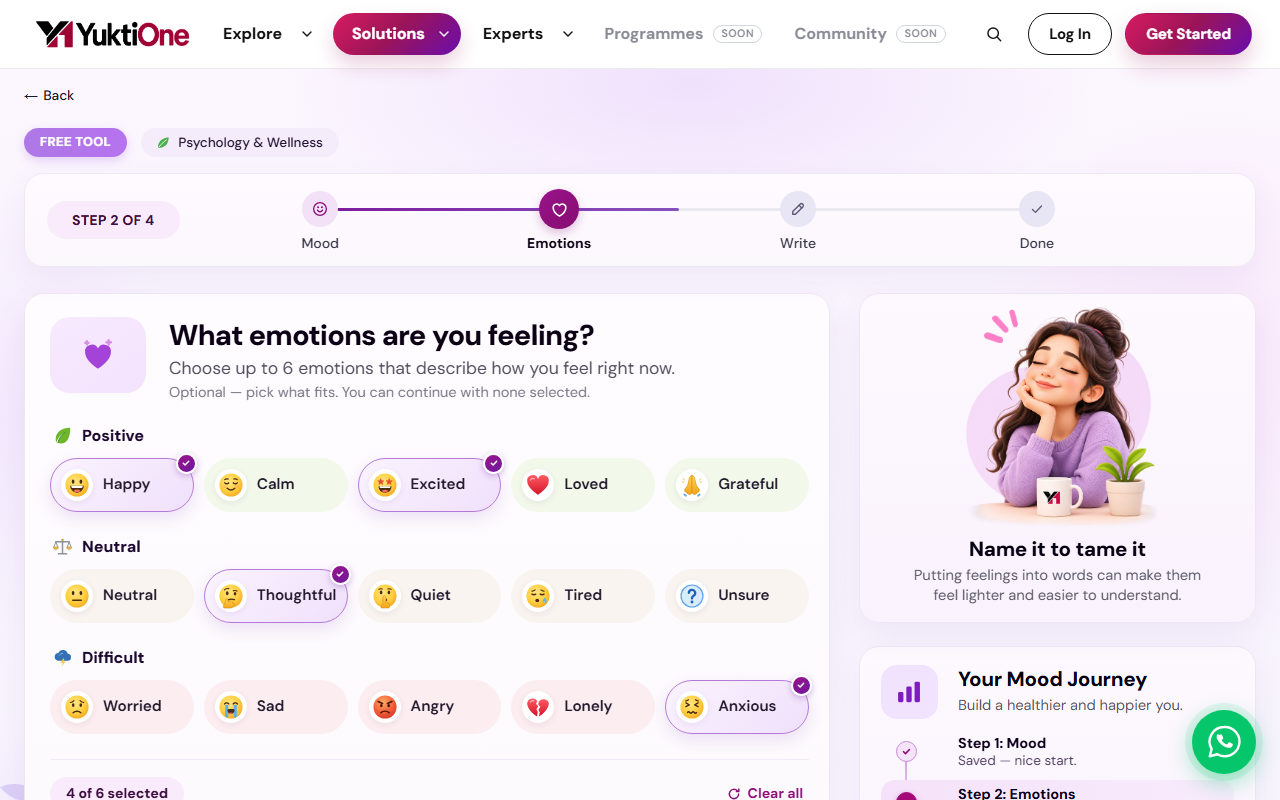 YuktiOne
Explore
Solutions
Experts
Programmes SOON
Community SOON
Log In
Get Started
← Back
FREE TOOL
Psychology & Wellness
STEP 2 OF 4
Mood
Emotions
Write
Done
What emotions are you feeling?
Choose up to 6 emotions that describe how you feel right now.
Optional — pick what fits. You can continue with none selected.
Positive
Happy
Calm
Excited
Loved
Grateful
Neutral
Neutral
Thoughtful
Quiet
Tired
Unsure
Difficult
Worried
Sad
Angry
Lonely
Anxious
4 of 6 selected
Clear all
Name it to tame it
Putting feelings into words can make them
feel lighter and easier to understand.
Your Mood Journey
Build a healthier and happier you.
Step 1: Mood
Saved — nice start.
Step 2: Emotions